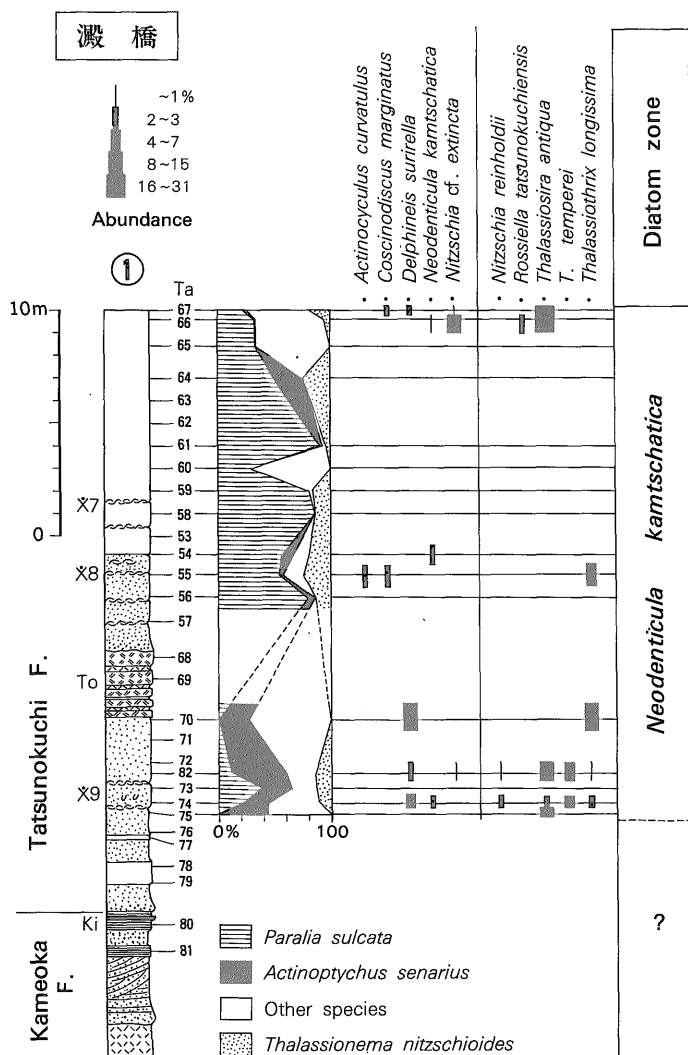 澱橋
~1%
2~3
4~7
8~15
16~31
Abundance
①
Ta
Actinocyculus curvatulus
Coscinodiscus marginatus
Delphineis surirella
Neodenticula kamtschatica
Nitzschia cf. extincta
Nitzschia reinholdii
Rossiella tatsunokuchiensis
Thalassiosira antiqua
T. temperei
Thalassiothrix longissima
Diatom zone
10m
0
67
66
65
64
63
62
61
60
59
58
53
54
55
56
57
68
69
70
71
72
82
73
74
75
76
77
78
79
80
81
X7
X8
To
X9
Ki
Tatsunokuchi F.
Kameoka F.
0%
100
Neodenticula kamtschatica
?
Paralia sulcata
Actinoptychus senarius
Other species
Thalassionema nitzschioides